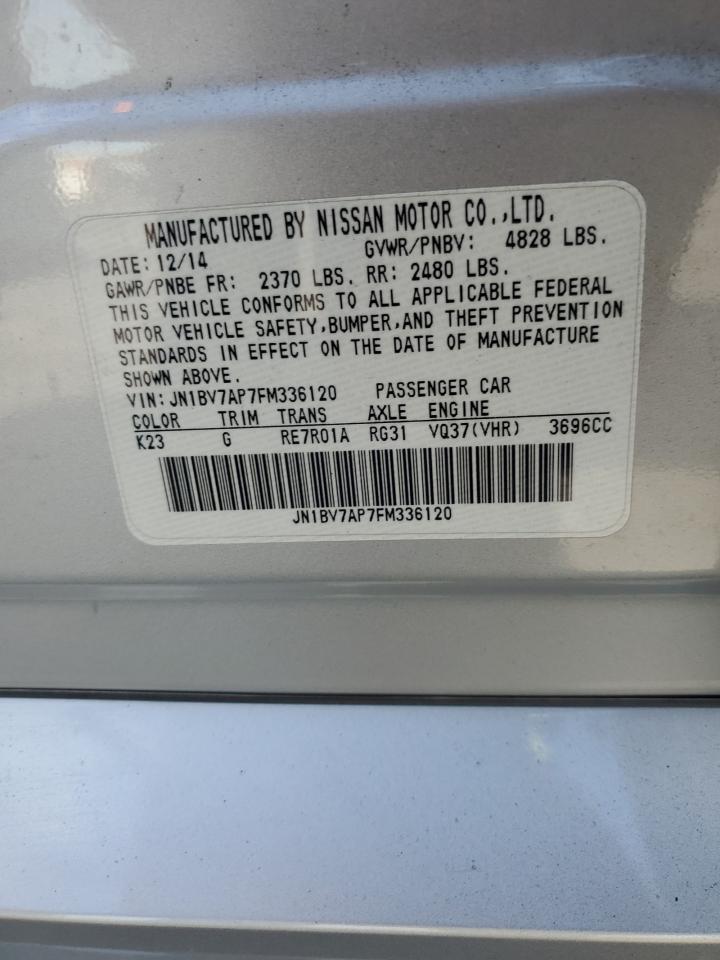 MANUFACTURED BY NISSAN MOTOR CO.,LTD.
DATE: 12/14 GVWR/PNBV: 4828 LBS.
GAWR/PNBE FR: 2370 LBS. RR: 2480 LBS.
THIS VEHICLE CONFORMS TO ALL APPLICABLE FEDERAL
MOTOR VEHICLE SAFETY,BUMPER,AND THEFT PREVENTION
STANDARDS IN EFFECT ON THE DATE OF MANUFACTURE
SHOWN ABOVE.
VIN: JN1BV7AP7FM336120 PASSENGER CAR
COLOR TRIM TRANS AXLE ENGINE
K23 G RE7R01A RG31 VQ37(VHR) 3696CC
JN1BV7AP7FM336120